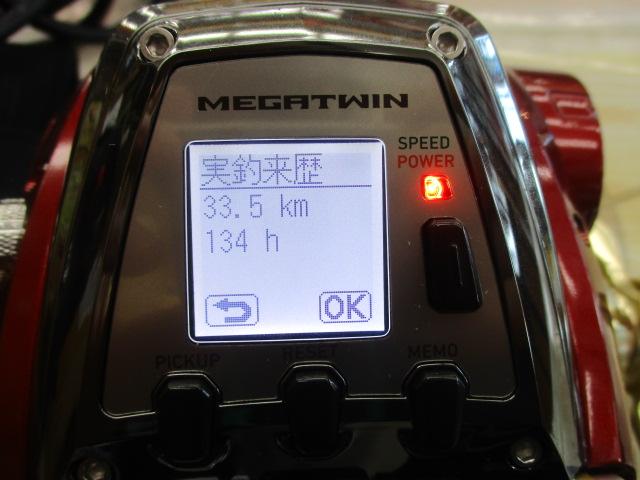 MEGATWIN
実釣来歴
33.5 km
134 h
OK
SPEED
POWER
PICKUP
RESET
MEMO